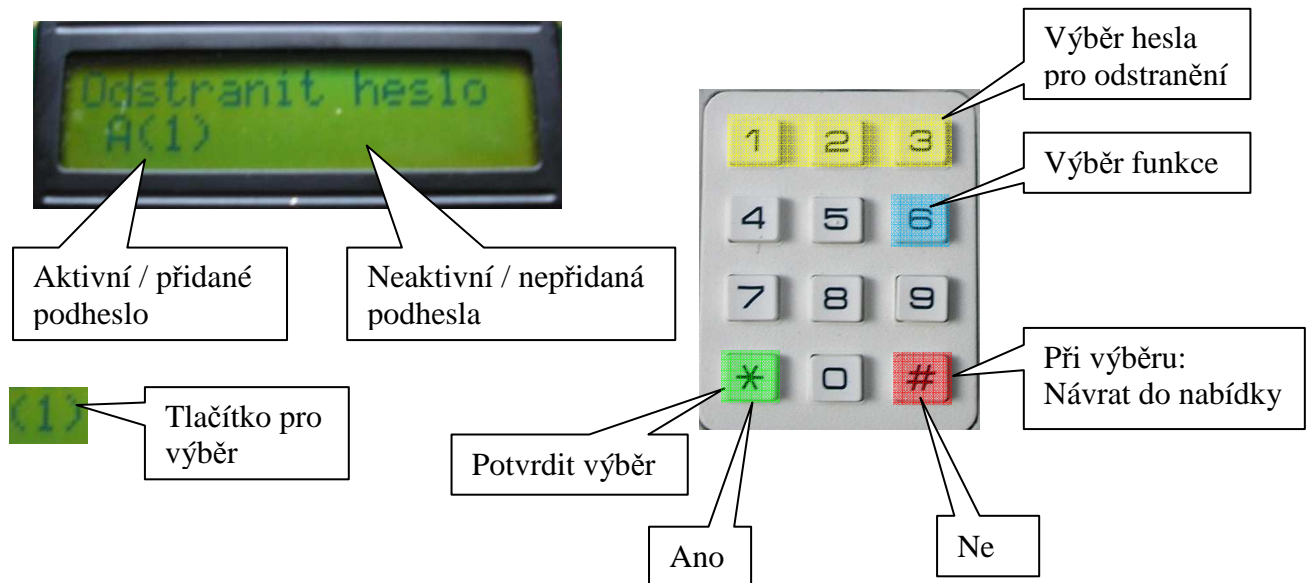 Odstranit heslo
A(1)
Aktivní / přidané
podheslo
Neaktivní / nepřidaná
podhesla
(1)
Tlačítko pro
výběr
Výběr hesla
pro odstranění
1 2 3
Výběr funkce
4 5 6
7 8 9
* 0 #
Při výběru:
Návrat do nabídky
Potvrdit výběr
Ano
Ne